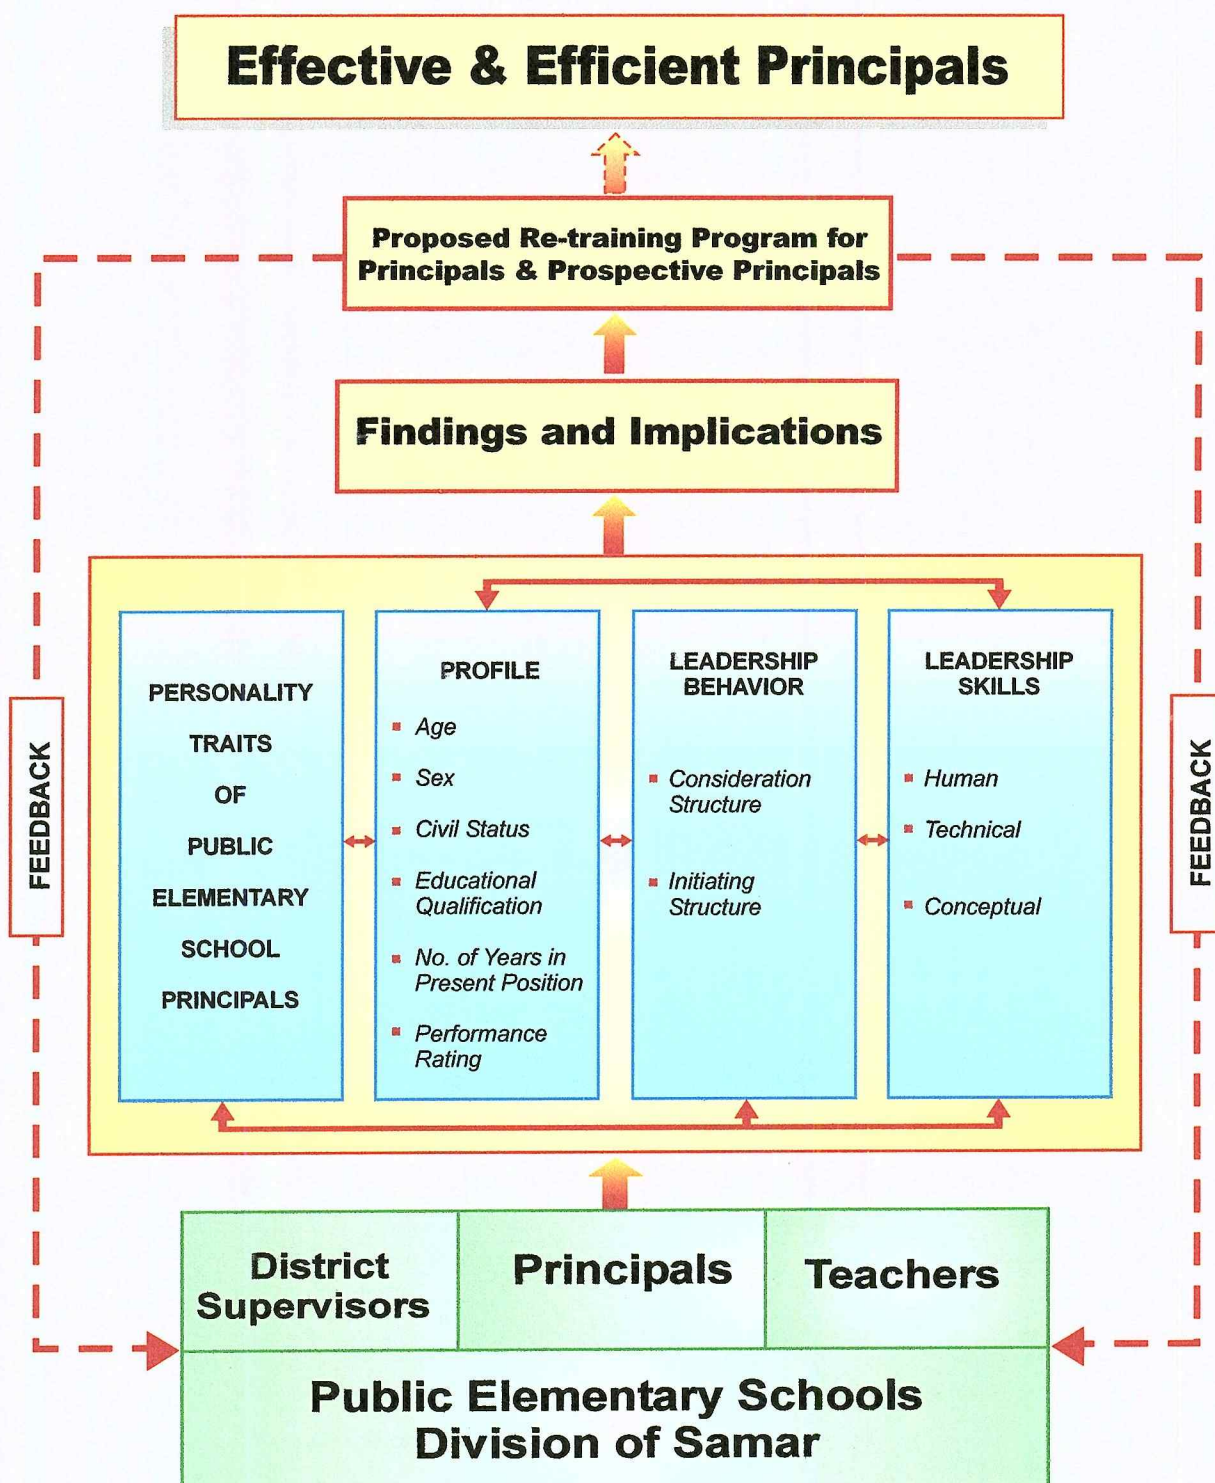 Effective & Efficient Principals
Proposed Re-training Program for
Principals & Prospective Principals
Findings and Implications
PERSONALITY
TRAITS
OF
PUBLIC
ELEMENTARY
SCHOOL
PRINCIPALS
PROFILE
Age
Sex
Civil Status
Educational
Qualification
No. of Years in
Present Position
Performance
Rating
LEADERSHIP
BEHAVIOR
Consideration
Structure
Initiating
Structure
LEADERSHIP
SKILLS
Human
Technical
Conceptual
FEEDBACK
FEEDBACK
District
Supervisors
Principals
Teachers
Public Elementary Schools
Division of Samar